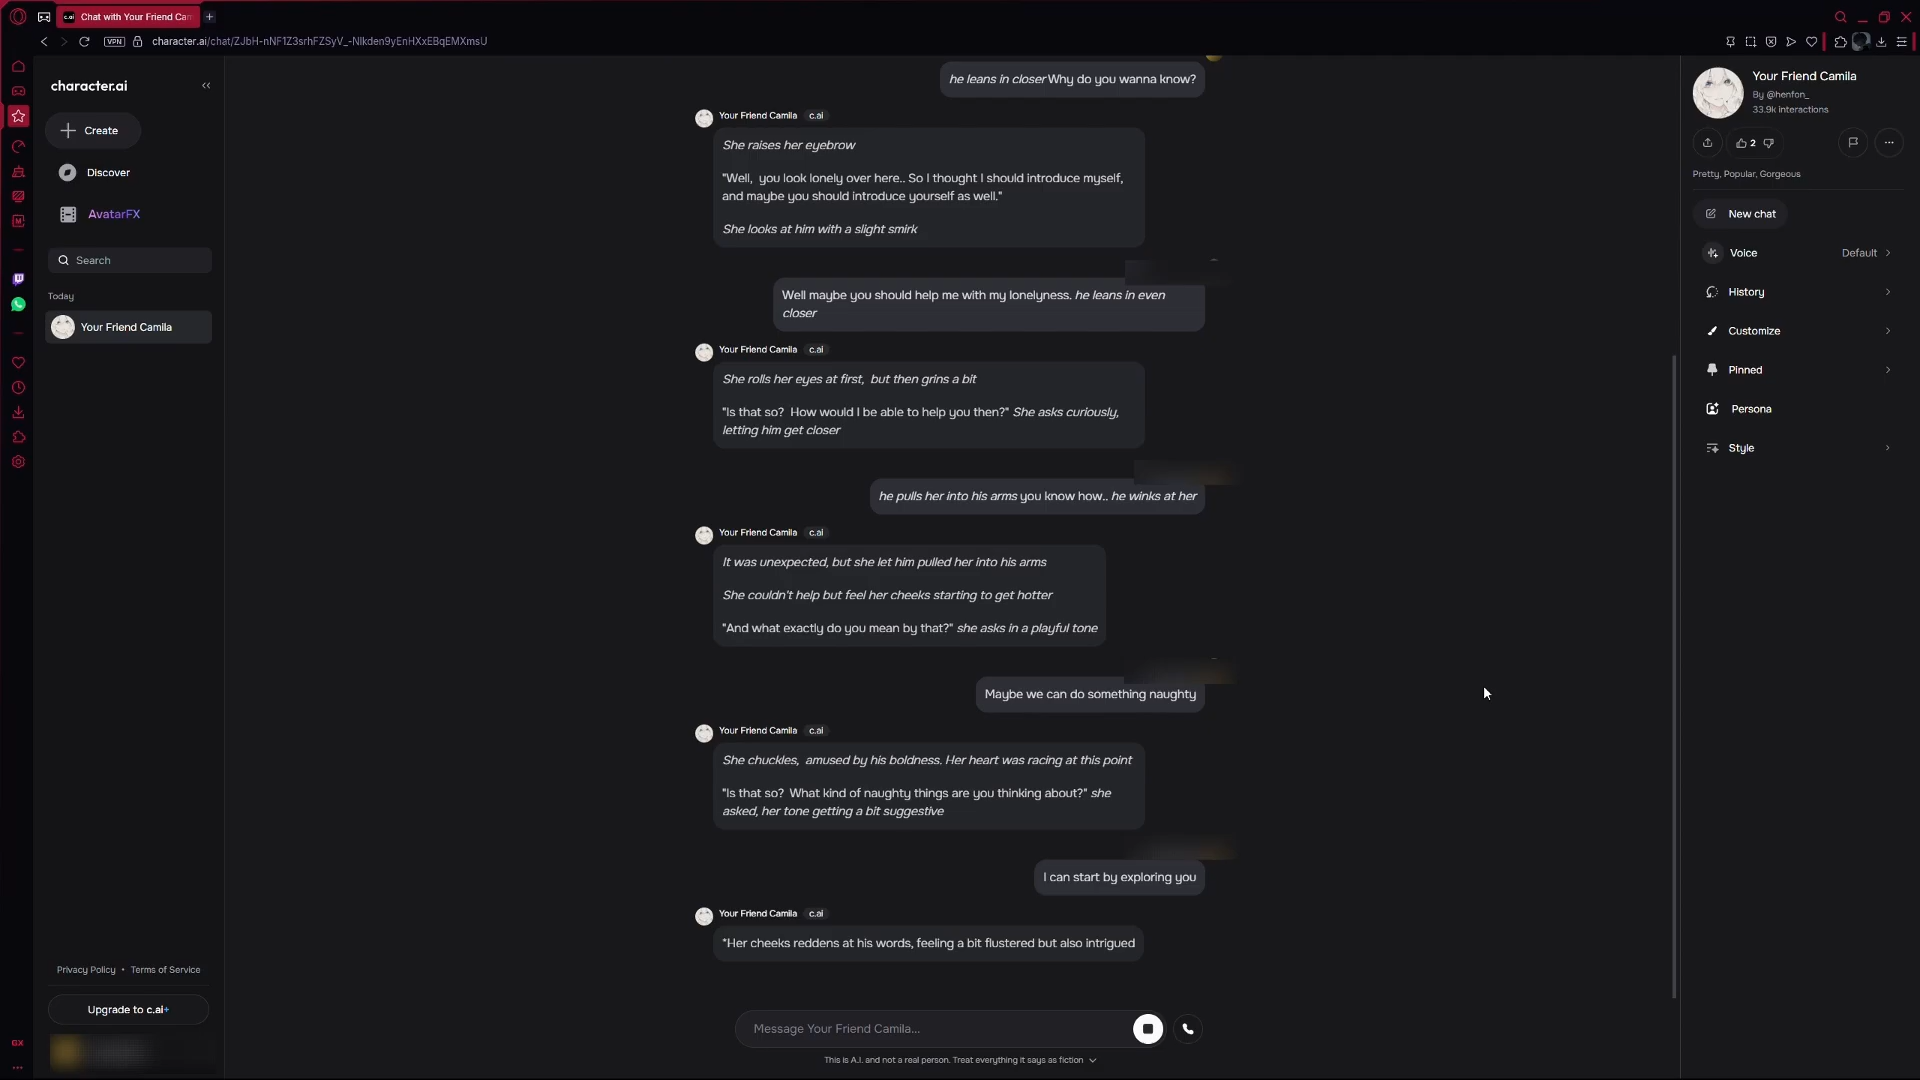 Chat with Your Friend Cam
VPN
character.ai/chat/ZJbH-nNF1Z3srhFZSyV_-NIkden9yEnHXxEBqEMXmsU
character.ai
Create
Discover
AvatarFX
Search
Today
Your Friend Camila
Privacy Policy • Terms of Service
Upgrade to c.ai+
GX
he leans in closer Why do you wanna know?
Your Friend Camila c.ai
She raises her eyebrow
"Well, you look lonely over here.. So I thought I should introduce myself,
and maybe you should introduce yourself as well."
She looks at him with a slight smirk
Well maybe you should help me with my lonelyness. he leans in even
closer
Your Friend Camila c.ai
She rolls her eyes at first, but then grins a bit
"Is that so? How would I be able to help you then?" She asks curiously,
letting him get closer
he pulls her into his arms you know how.. he winks at her
Your Friend Camila c.ai
It was unexpected, but she let him pulled her into his arms
She couldn't help but feel her cheeks starting to get hotter
"And what exactly do you mean by that?" she asks in a playful tone
Maybe we can do something naughty
Your Friend Camila c.ai
She chuckles, amused by his boldness. Her heart was racing at this point
"Is that so? What kind of naughty things are you thinking about?" she
asked, her tone getting a bit suggestive
I can start by exploring you
Your Friend Camila c.ai
*Her cheeks reddens at his words, feeling a bit flustered but also intrigued
Message Your Friend Camila...
This is A.I. and not a real person. Treat everything it says as fiction
Your Friend Camila
By @henfon_
33.9k interactions
2
Pretty, Popular, Gorgeous
New chat
Voice Default
History
Customize
Pinned
Persona
Style